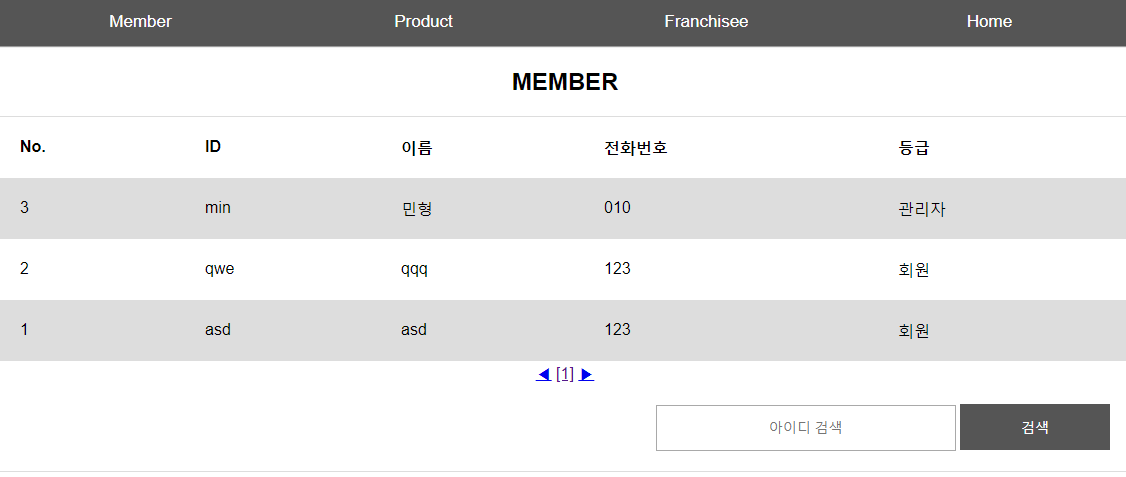 Member Product Franchisee Home
MEMBER
No. ID 이름 전화번호 등급
3 min 민형 010 관리자
2 qwe qqq 123 회원
1 asd asd 123 회원
◀ [1] ▶
아이디 검색 검색